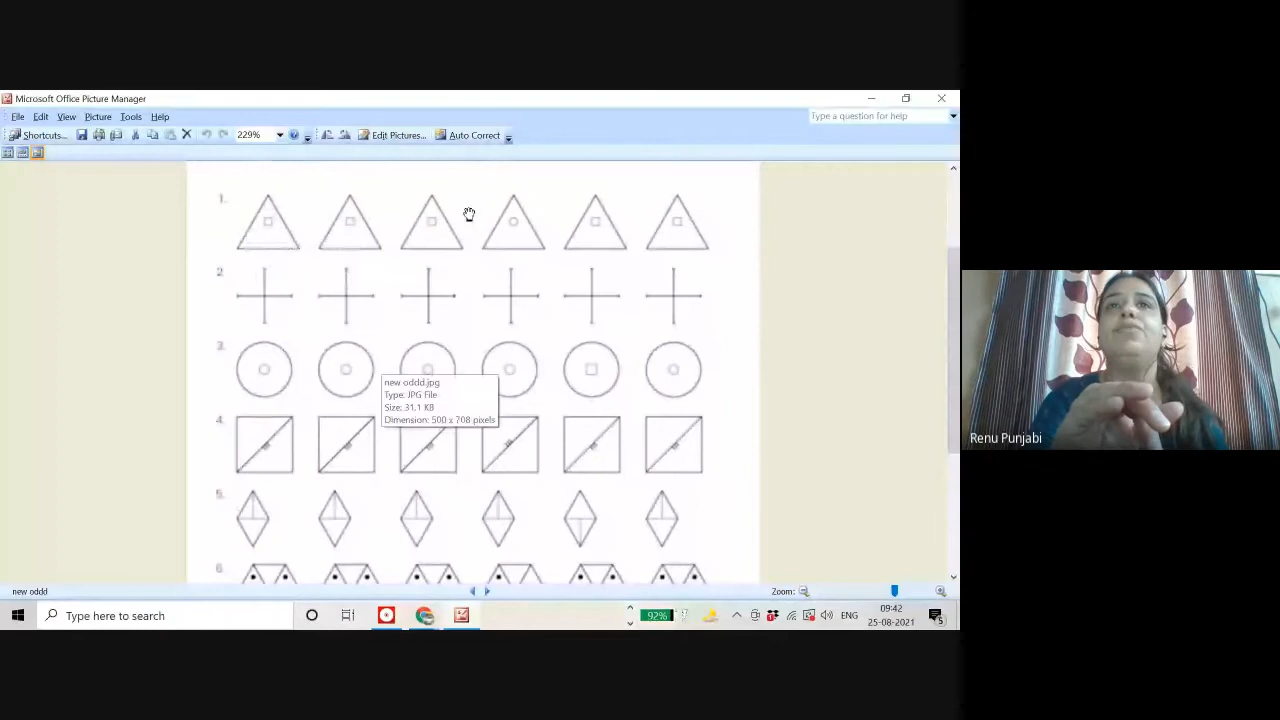 Microsoft Office Picture Manager
File Edit View Picture Tools Help
Type a question for help
Shortcuts... 229% Edit Pictures... Auto Correct
1.
2.
3.
4.
5.
6.
new oddd.jpg
Type: JPG File
Size: 31.1 KB
Dimension: 500 x 708 pixels
Renu Punjabi
new oddd
Zoom:
Type here to search
92%
ENG
09:42
25-08-2021
5